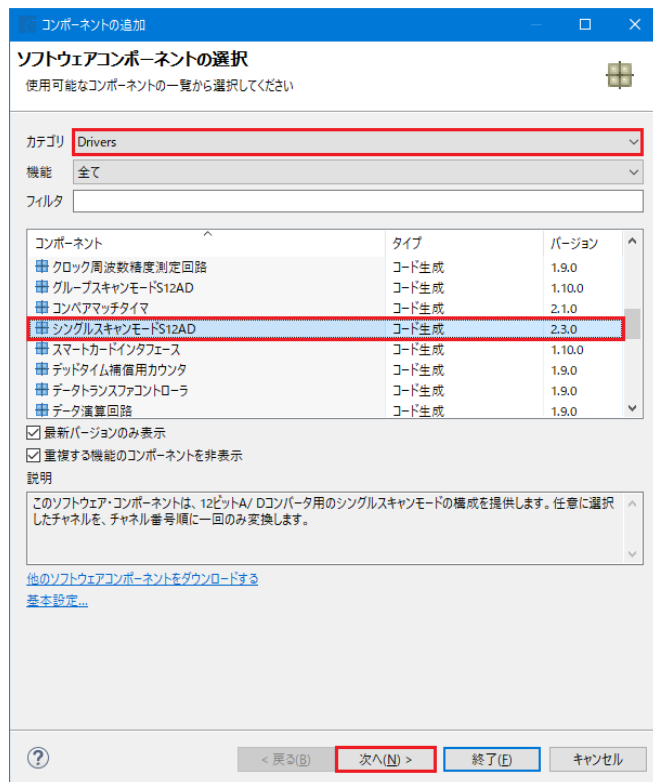 コンポーネントの追加
ソフトウェアコンポーネントの選択
使用可能なコンポーネントの一覧から選択してください
カテゴリ Drivers
機能 全て
フィルタ
コンポーネント タイプ バージョン
クロック周波数精度測定回路 コード生成 1.9.0
グループスキャンモードS12AD コード生成 1.10.0
コンペアマッチタイマ コード生成 2.1.0
シングルスキャンモードS12AD コード生成 2.3.0
スマートカードインタフェース コード生成 1.10.0
デッドタイム補償用カウンタ コード生成 1.9.0
データトランスファコントローラ コード生成 1.9.0
データ演算回路 コード生成 1.9.0
最新バージョンのみ表示
重複する機能のコンポーネントを非表示
説明
このソフトウェア・コンポーネントは、12ビットA/ Dコンバータ用のシングルスキャンモードの構成を提供します。任意に選択
したチャネルを、チャネル番号順に一回のみ変換します。
他のソフトウェアコンポーネントをダウンロードする
基本設定...
? < 戻る(B) 次へ(N) > 終了(F) キャンセル